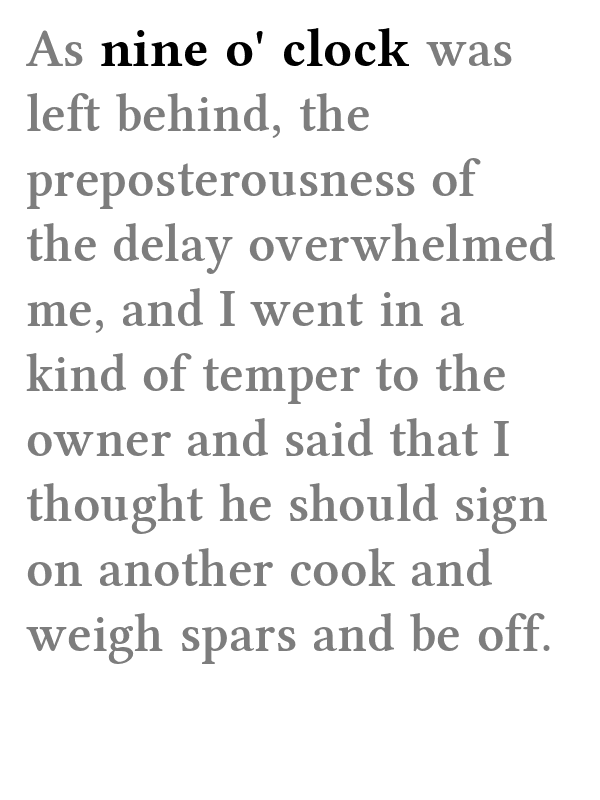 As nine o' clock was
left behind, the
preposterousness of
the delay overwhelmed
me, and I went in a
kind of temper to the
owner and said that I
thought he should sign
on another cook and
weigh spars and be off.